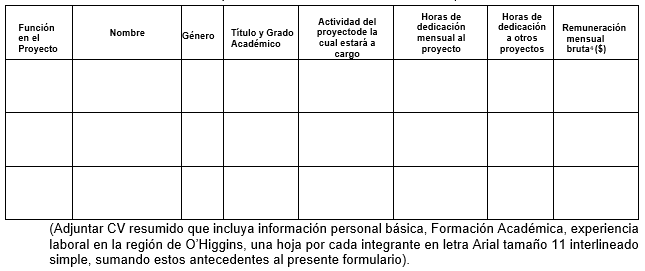 Función en el Proyecto
Nombre
Género
Título y Grado Académico
Actividad del proyectode la cual estará a cargo
Horas de dedicación mensual al proyecto
Horas de dedicación a otros proyectos
Remuneración mensual bruta⁶ ($)
(Adjuntar CV resumido que incluya información personal básica, Formación Académica, experiencia
laboral en la región de O’Higgins, una hoja por cada integrante en letra Arial tamaño 11 interlineado
simple, sumando estos antecedentes al presente formulario).